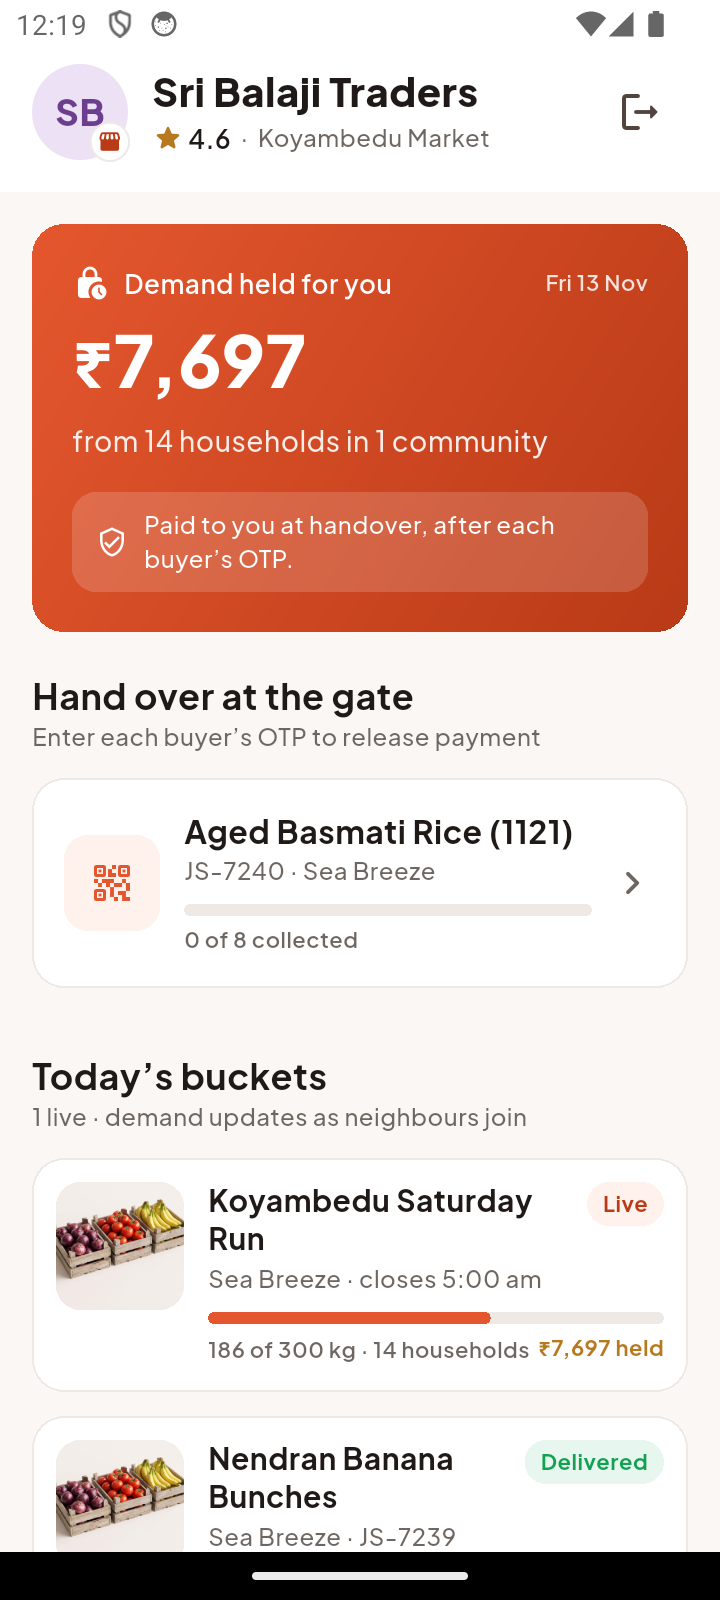 12:19
SB
Sri Balaji Traders
4.6 · Koyambedu Market
Demand held for you
Fri 13 Nov
₹7,697
from 14 households in 1 community
Paid to you at handover, after each
buyer’s OTP.
Hand over at the gate
Enter each buyer’s OTP to release payment
Aged Basmati Rice (1121)
JS-7240 · Sea Breeze
0 of 8 collected
Today’s buckets
1 live · demand updates as neighbours join
Koyambedu Saturday
Run
Live
Sea Breeze · closes 5:00 am
186 of 300 kg · 14 households
₹7,697 held
Nendran Banana
Bunches
Delivered
Sea Breeze · JS-7239